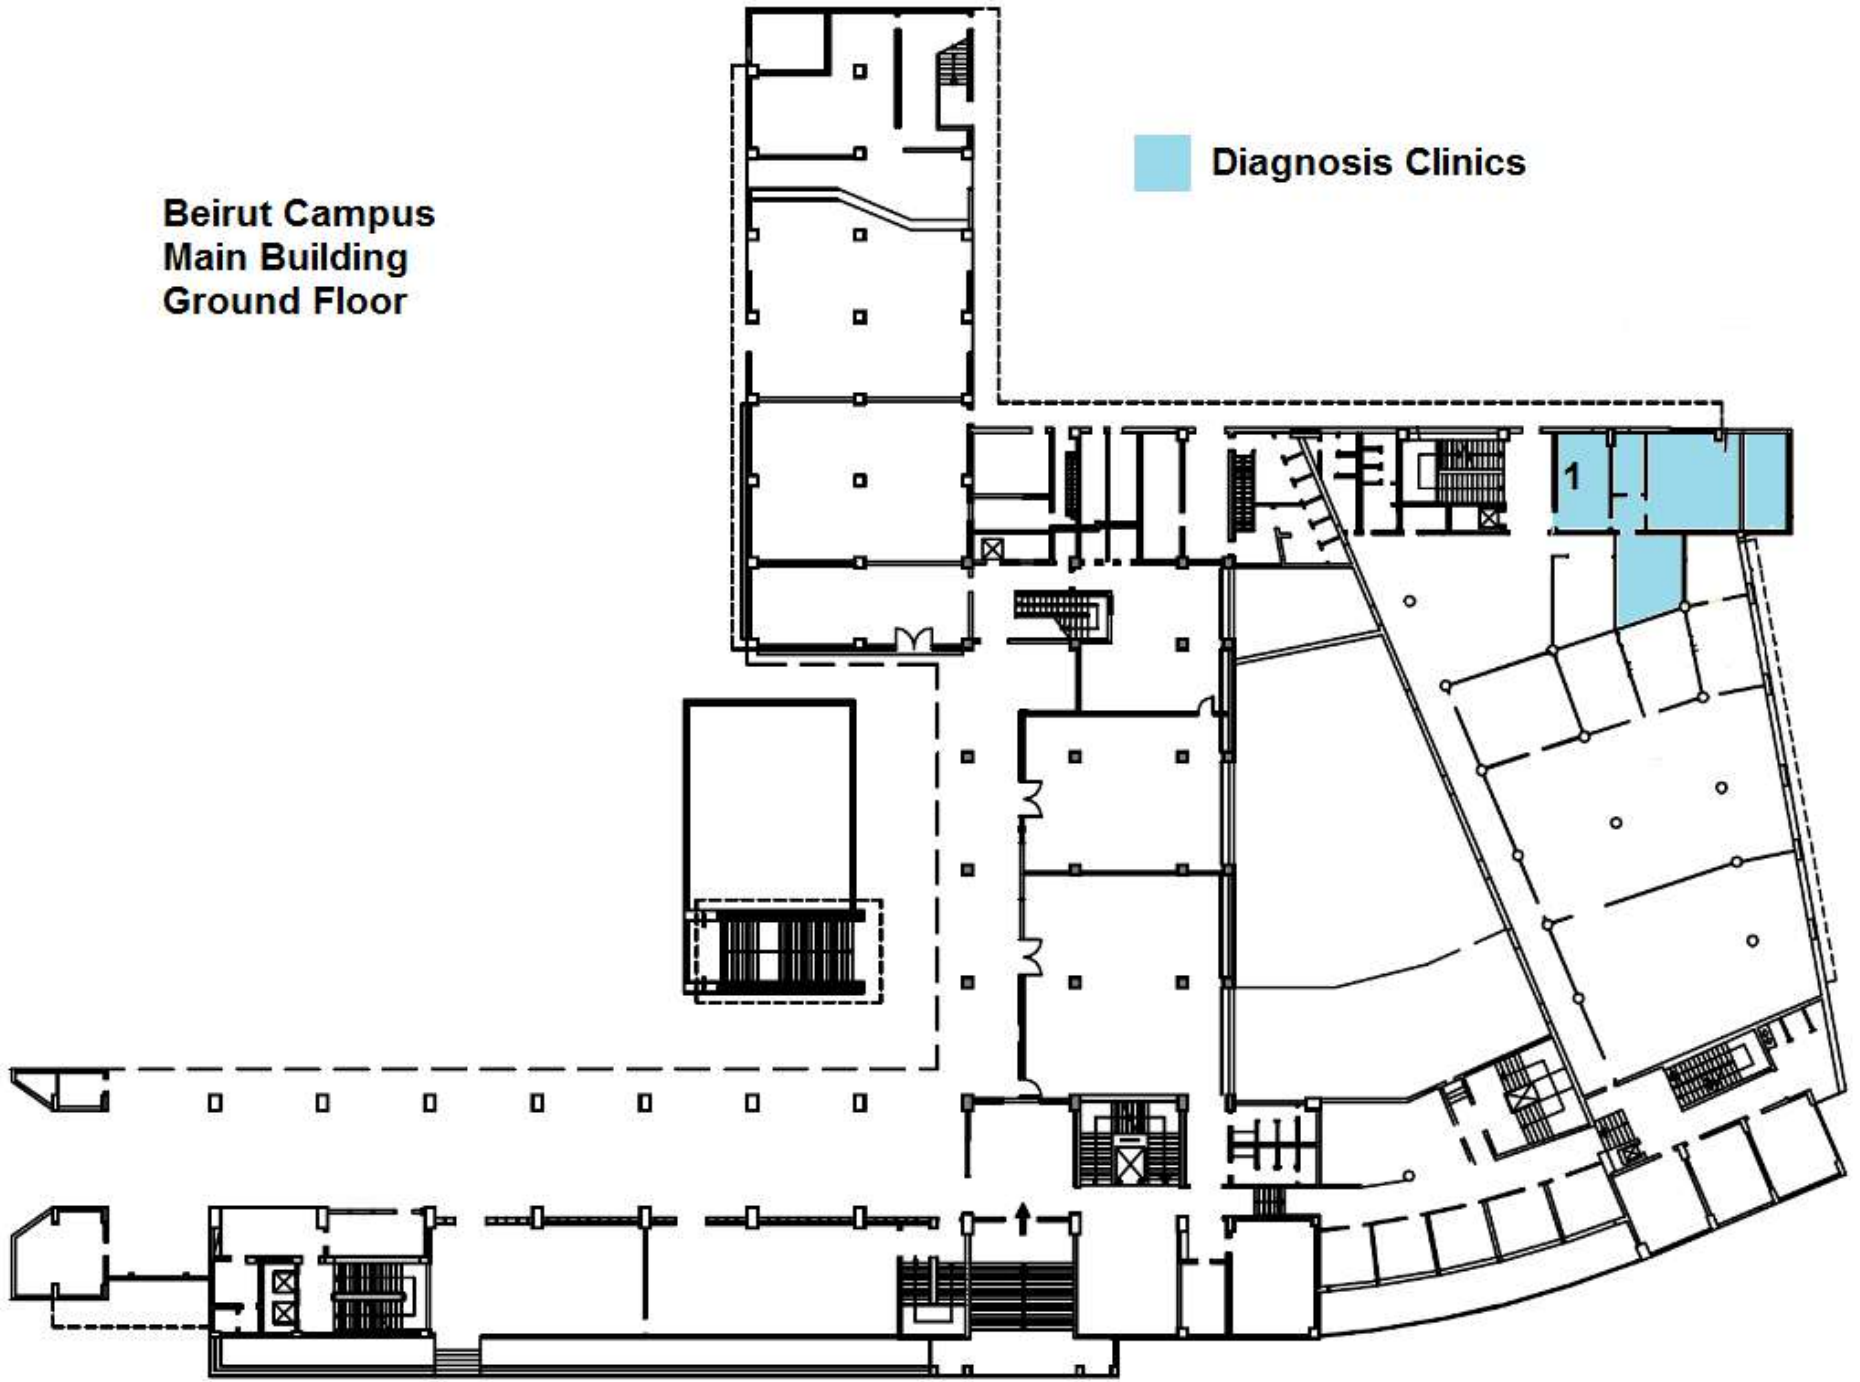 Beirut Campus
Main Building
Ground Floor
Diagnosis Clinics
1